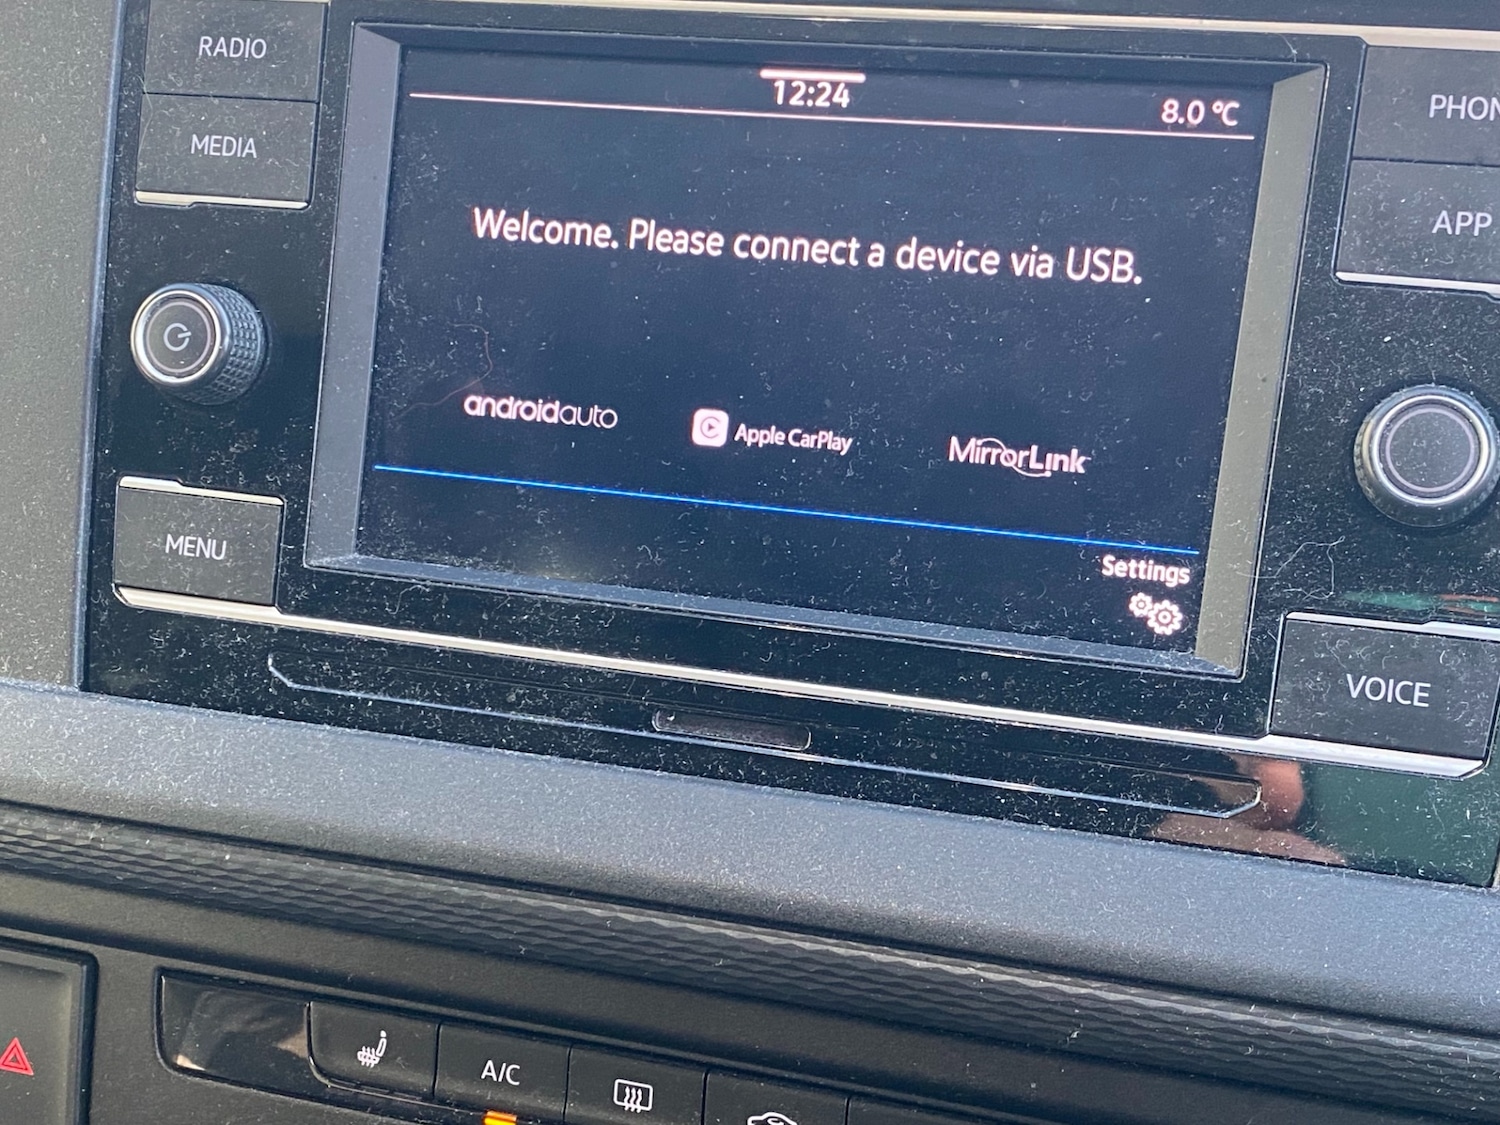 RADIO
MEDIA
12:24
8.0 °C
PHON
APP
Welcome. Please connect a device via USB.
androidauto
Apple CarPlay
MirrorLink
MENU
Settings
VOICE
A/C